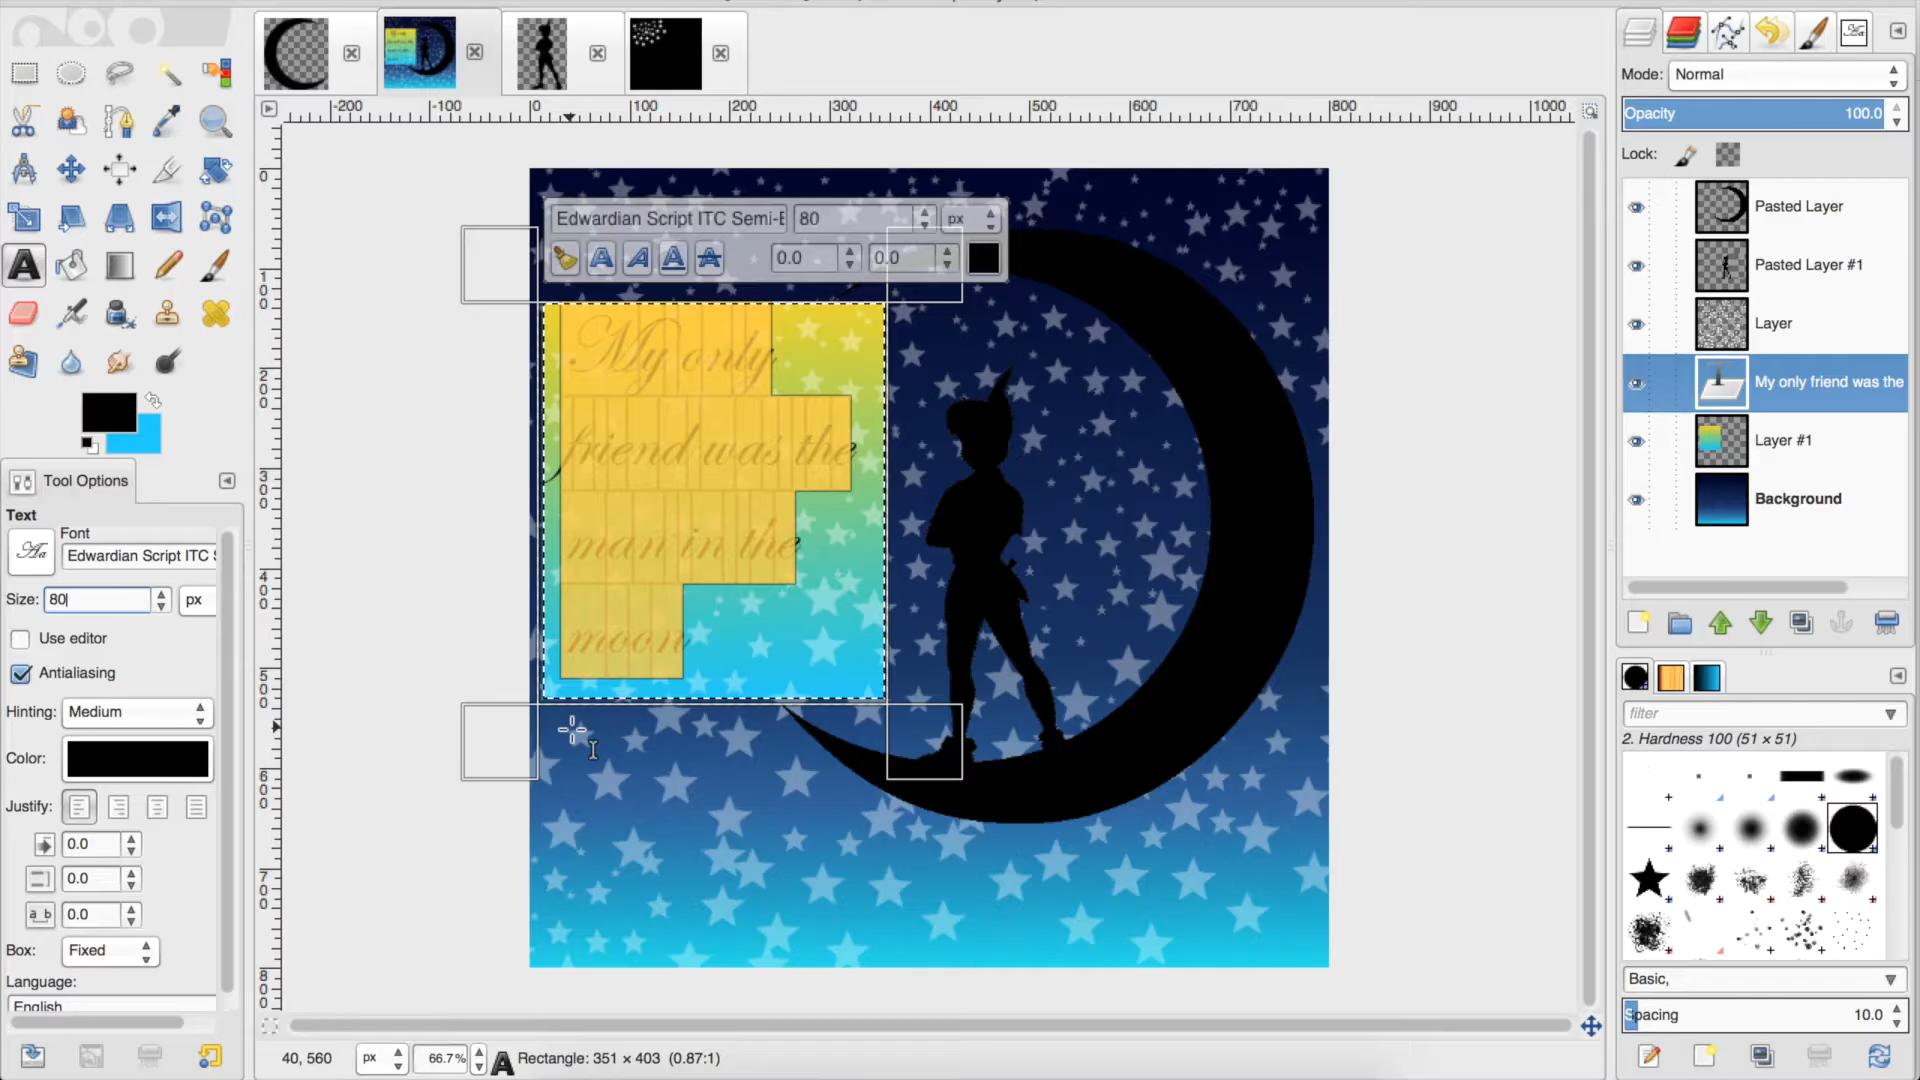 -200
-100
0
100
200
300
400
500
600
700
800
900
1000
Mode: Normal
Opacity 100.0
Lock:
Edwardian Script ITC Semi-E 80 px
0.0 0.0
My only
friend was the
man in the
moon
Pasted Layer
Pasted Layer #1
Layer
My only friend was the
Layer #1
Background
Tool Options
Text
Font
Aa Edwardian Script ITC S
Size: 80 px
Use editor
Antialiasing
Hinting: Medium
Color:
Justify:
0.0
0.0
a b 0.0
Box: Fixed
Language:
English
filter
2. Hardness 100 (51 × 51)
Basic,
Spacing 10.0
40, 560 px 66.7% Rectangle: 351 × 403 (0.87:1)